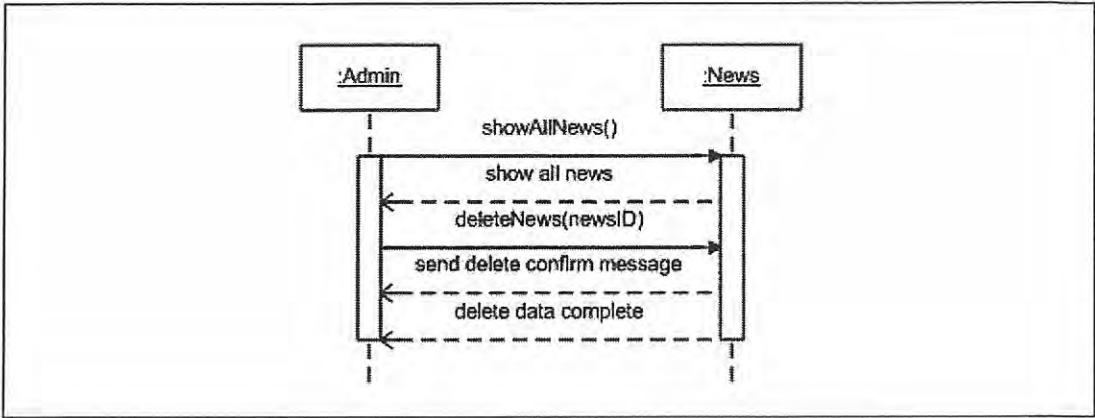 :Admin
:News
showAllNews()
show all news
deleteNews(newsID)
send delete confirm message
delete data complete